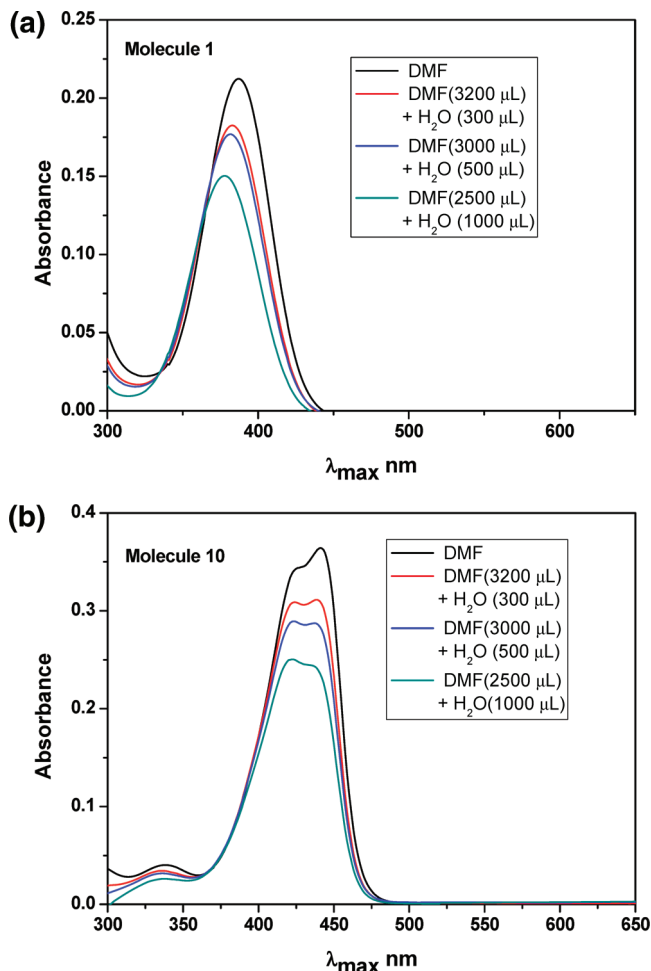 (a)
Molecule 1
DMF
DMF(3200 μL)
+ H₂O (300 μL)
DMF(3000 μL)
+ H₂O (500 μL)
DMF(2500 μL)
+ H₂O (1000 μL)
Absorbance
0.25
0.20
0.15
0.10
0.05
0.00
300 400 500 600
λmax nm
(b)
Molecule 10
DMF
DMF(3200 μL)
+ H₂O (300 μL)
DMF(3000 μL)
+ H₂O (500 μL)
DMF(2500 μL)
+ H₂O(1000 μL)
Absorbance
0.4
0.3
0.2
0.1
0.0
300 350 400 450 500 550 600 650
λmax nm